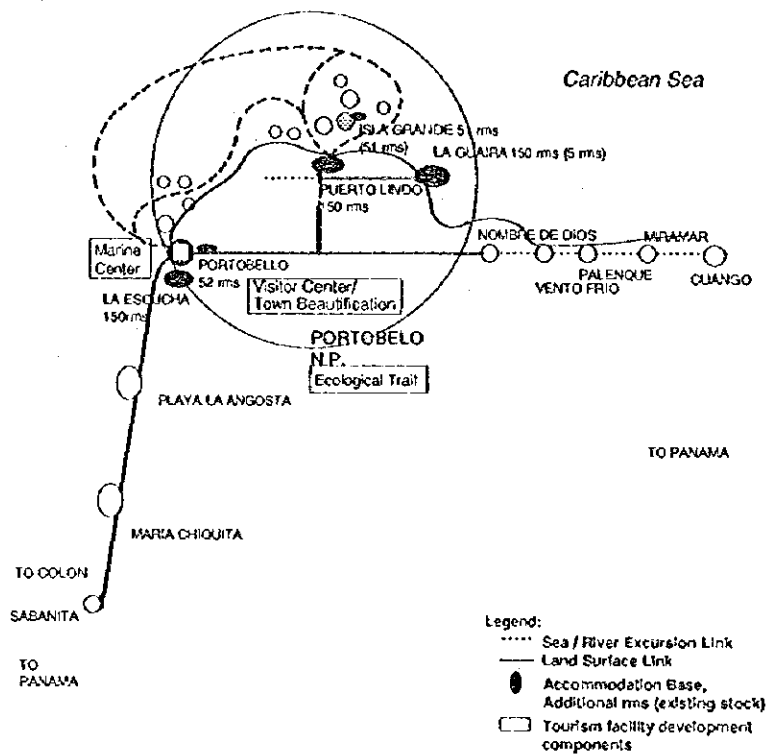 Caribbean Sea
ISLA GRANDE 51 rms
(51 rms)
LA GUAIRA 150 rms (5 rms)
PUERTO LINDO
150 rms
NOMBRE DE DIOS
MIRAMAR
PALENQUE
VENTO FRIO
CUANGO
Marine
Center
PORTOBELLO
52 rms
LA ESCUCHA
150 rms
Visitor Center/
Town Beautification
PORTOBELO
N.P.
Ecological Trait
PLAYA LA ANGOSTA
TO PANAMA
MARIA CHIQUITA
TO COLON
SABANITA
TO
PANAMA
Legend:
Sea / River Excursion Link
Land Surface Link
Accommodation Base,
Additional rms (existing stock)
Tourism facility development
components